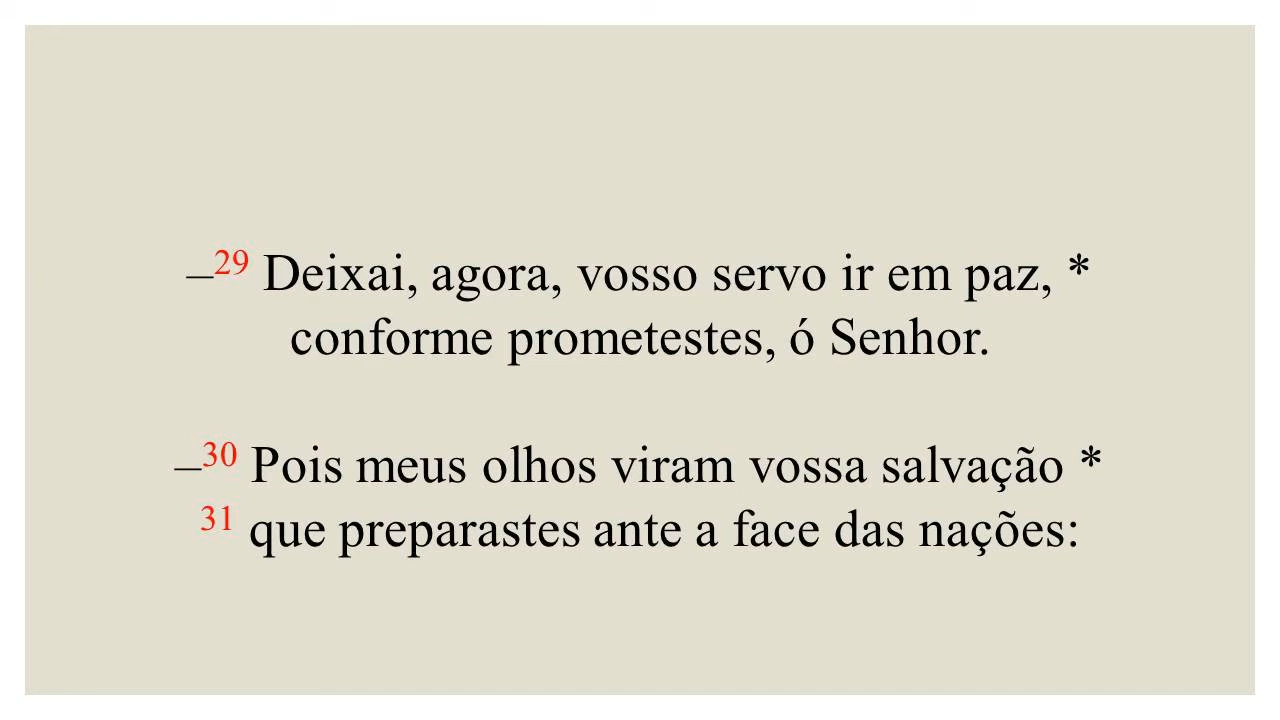 –29 Deixai, agora, vosso servo ir em paz, *
conforme prometestes, ó Senhor.
–30 Pois meus olhos viram vossa salvação *
31 que preparastes ante a face das nações: